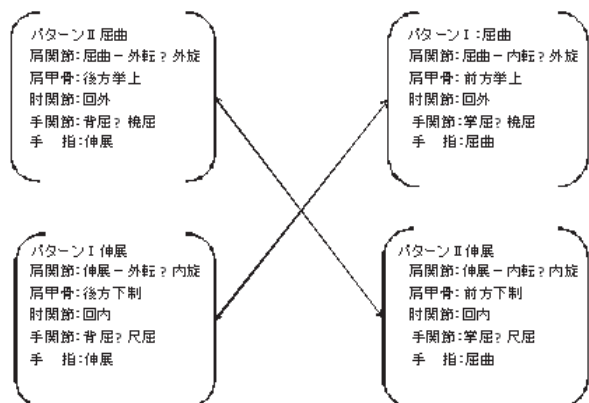 パターンⅡ屈曲
肩関節:屈曲－外転?外旋
肩甲骨:後方挙上
肘関節:回外
手関節:背屈?橈屈
手　指:伸展
パターンⅠ:屈曲
肩関節:屈曲－内転?外旋
肩甲骨:前方挙上
肘関節:回外
手関節:掌屈?橈屈
手　指:屈曲
パターンⅠ伸展
肩関節:伸展－外転?内旋
肩甲骨:後方下制
肘関節:回内
手関節:背屈?尺屈
手　指:伸展
パターンⅡ伸展
肩関節:伸展－内転?内旋
肩甲骨:前方下制
肘関節:回内
手関節:掌屈?尺屈
手　指:屈曲